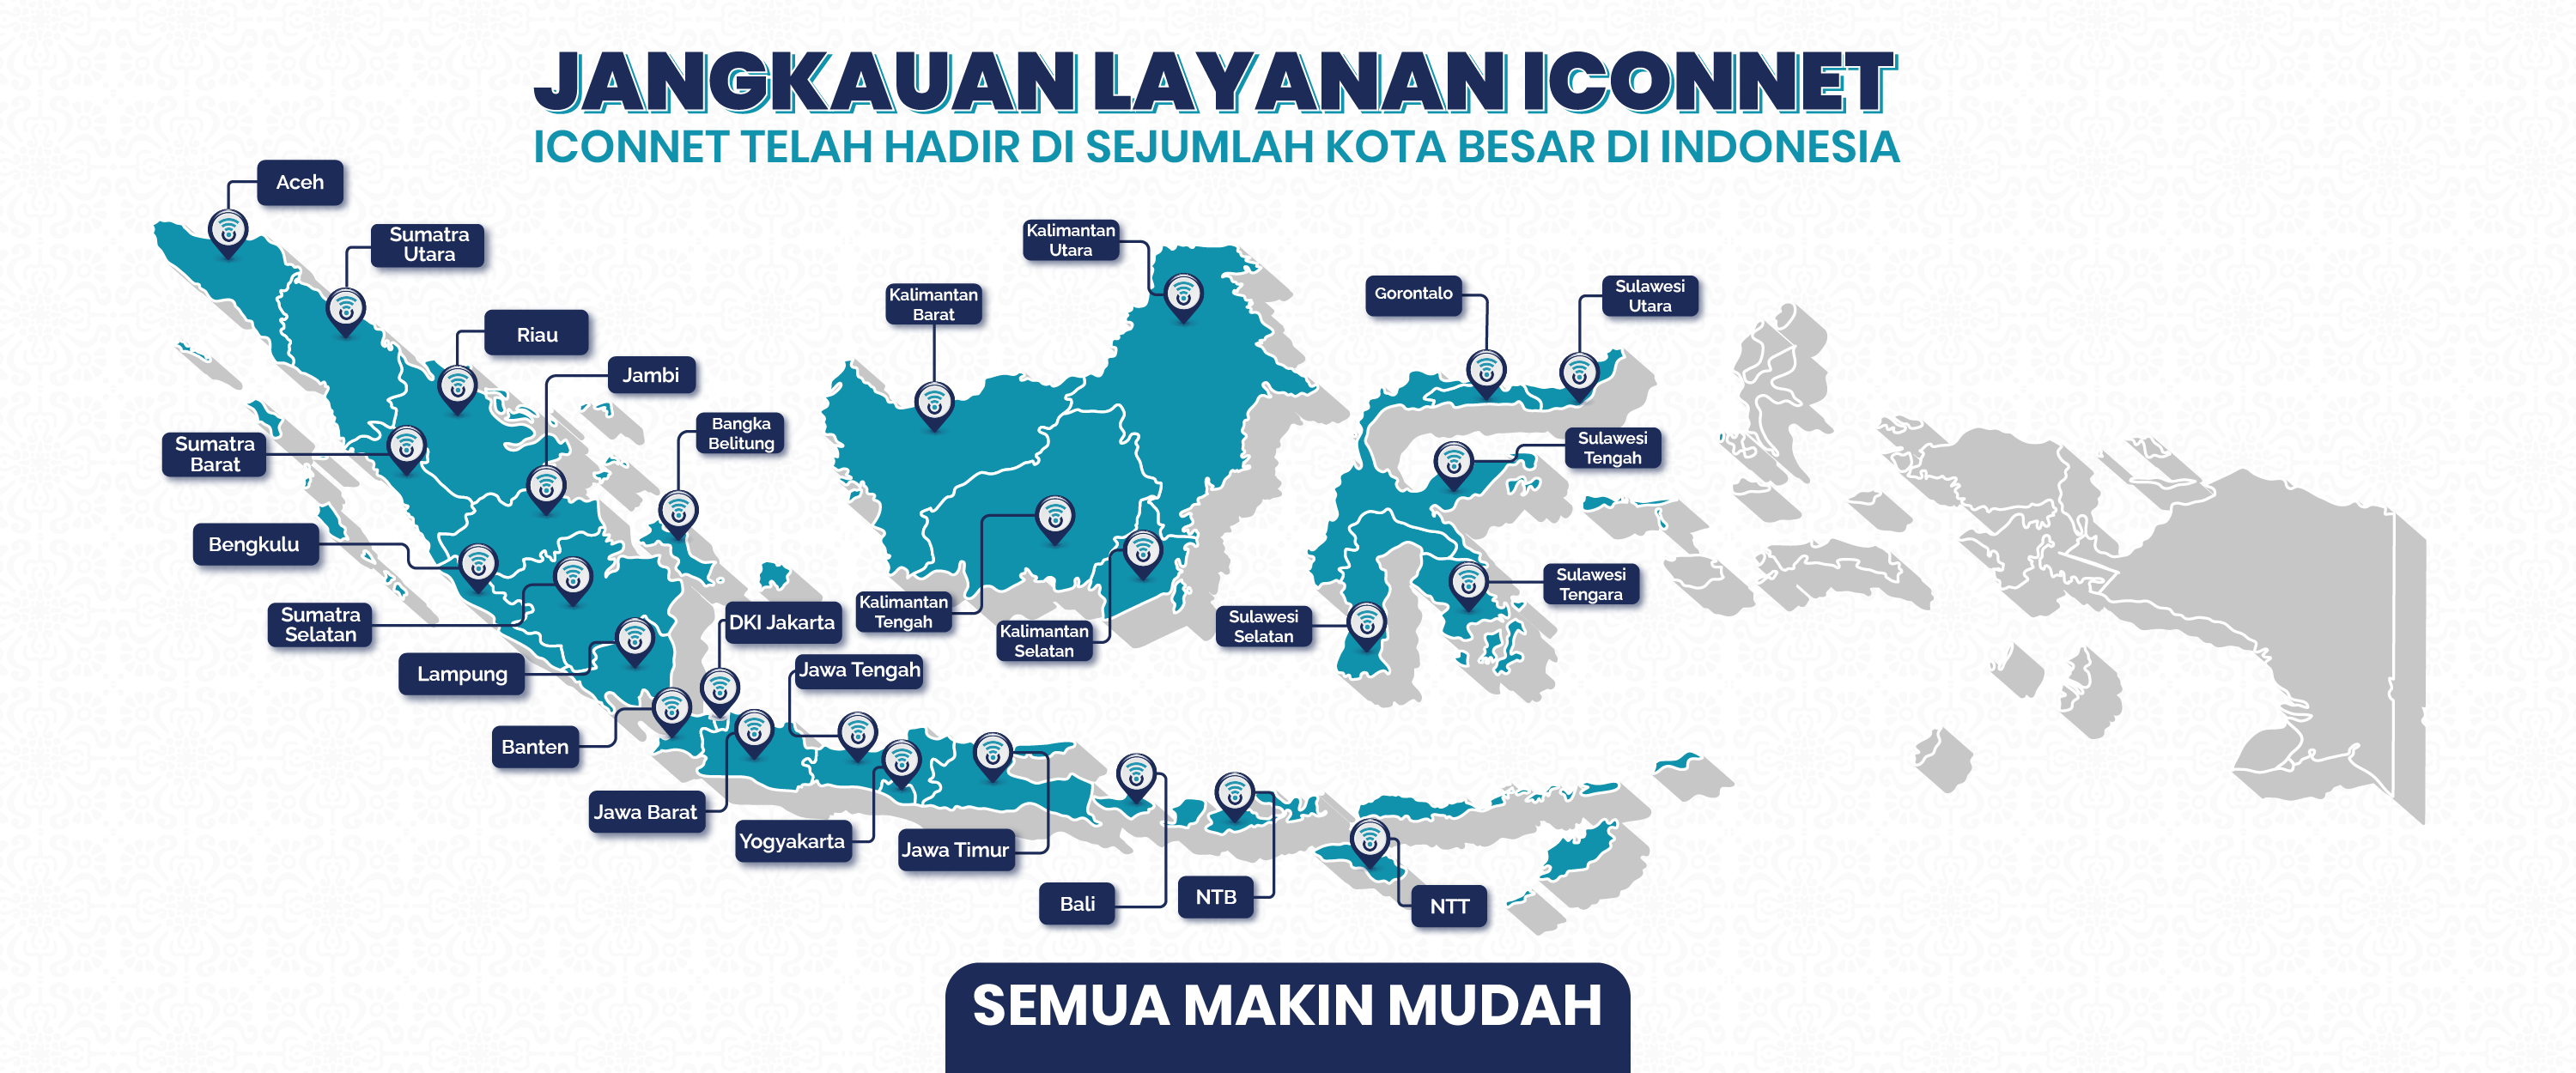 JANGKAUAN LAYANAN ICONNET
ICONNET TELAH HADIR DI SEJUMLAH KOTA BESAR DI INDONESIA
Aceh
Sumatra
Utara
Riau
Jambi
Bangka
Belitung
Sumatra
Barat
Bengkulu
Sumatra
Selatan
Lampung
Banten
DKI Jakarta
Jawa Tengah
Jawa Barat
Yogyakarta
Jawa Timur
Bali
NTB
NTT
Kalimantan
Utara
Kalimantan
Barat
Kalimantan
Tengah
Kalimantan
Selatan
Gorontalo
Sulawesi
Utara
Sulawesi
Tengah
Sulawesi
Tengara
Sulawesi
Selatan
SEMUA MAKIN MUDAH